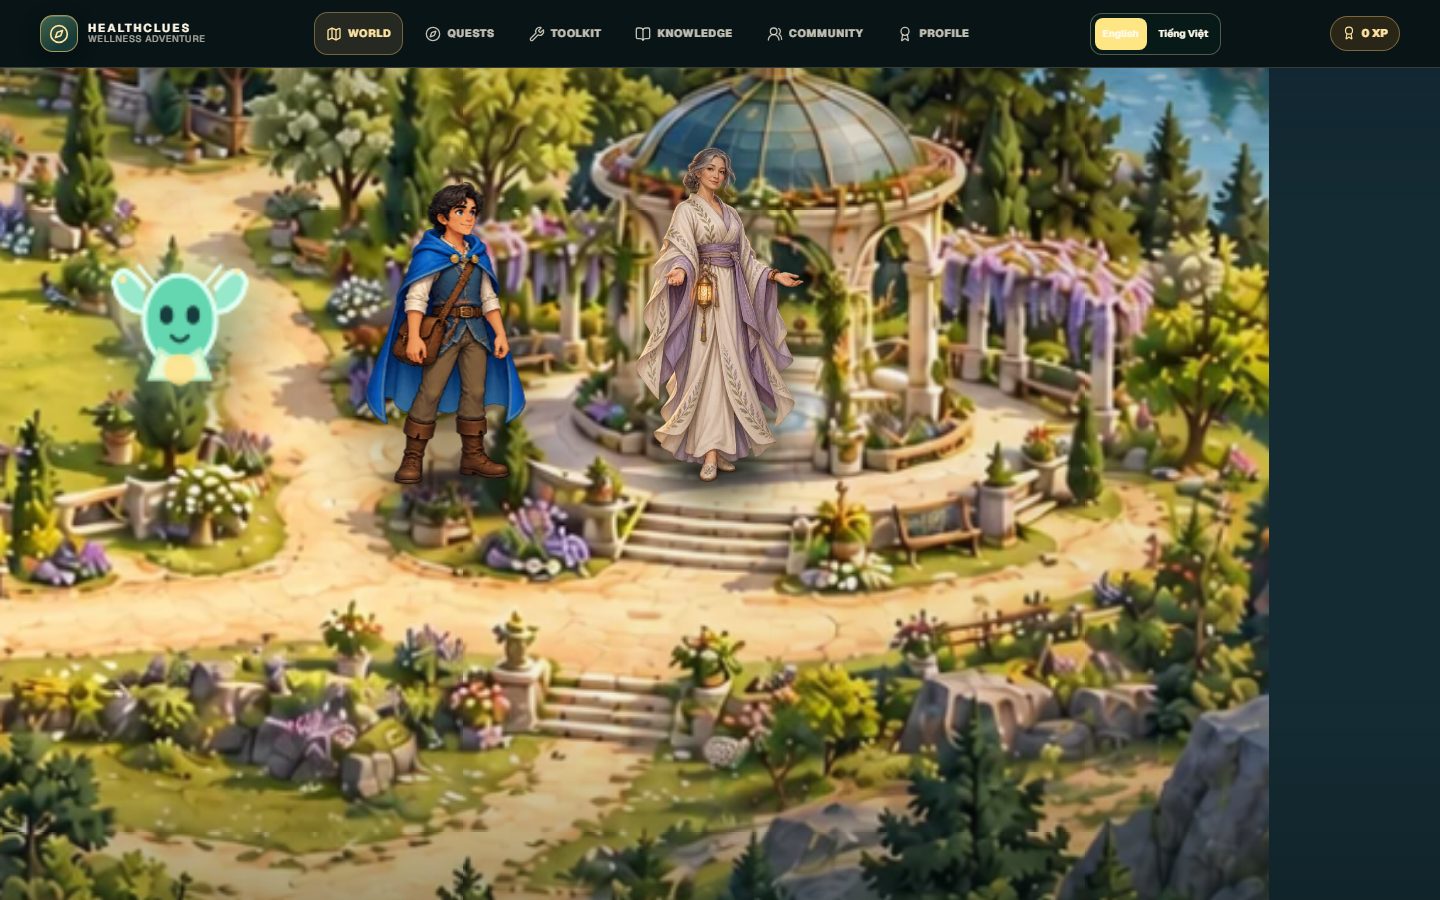 HEALTHCLUES
WELLNESS ADVENTURE
WORLD
QUESTS
TOOLKIT
KNOWLEDGE
COMMUNITY
PROFILE
English
Tiếng Việt
0 XP